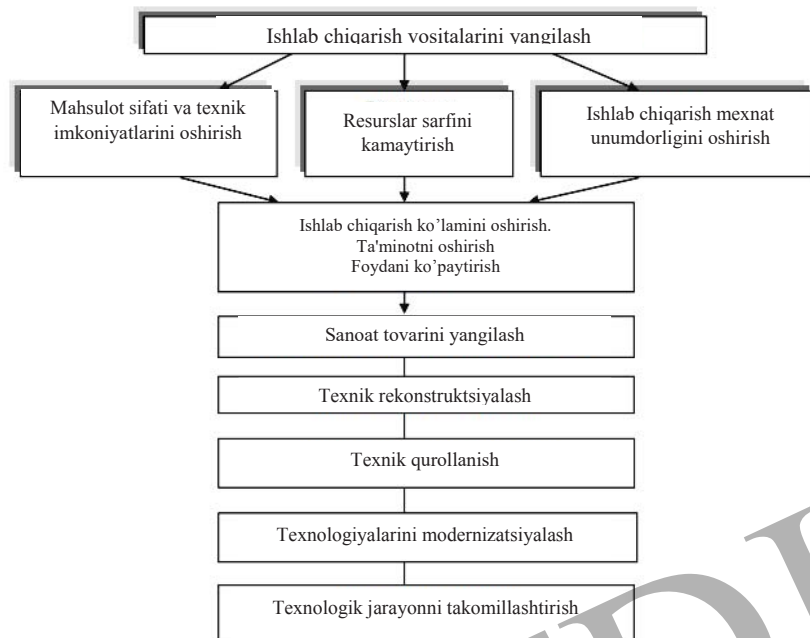 Ishlab chiqarish vositalarini yangilash
Mahsulot sifati va texnik
imkoniyatlarini oshirish
Resurslar sarfini
kamaytirish
Ishlab chiqarish mexnat
unumdorligini oshirish
Ishlab chiqarish ko’lamini oshirish.
Ta'minotni oshirish
Foydani ko’paytirish
Sanoat tovarini yangilash
Texnik rekonstruktsiyalash
Texnik qurollanish
Texnologiyalarini modernizatsiyalash
Texnologik jarayonni takomillashtirish